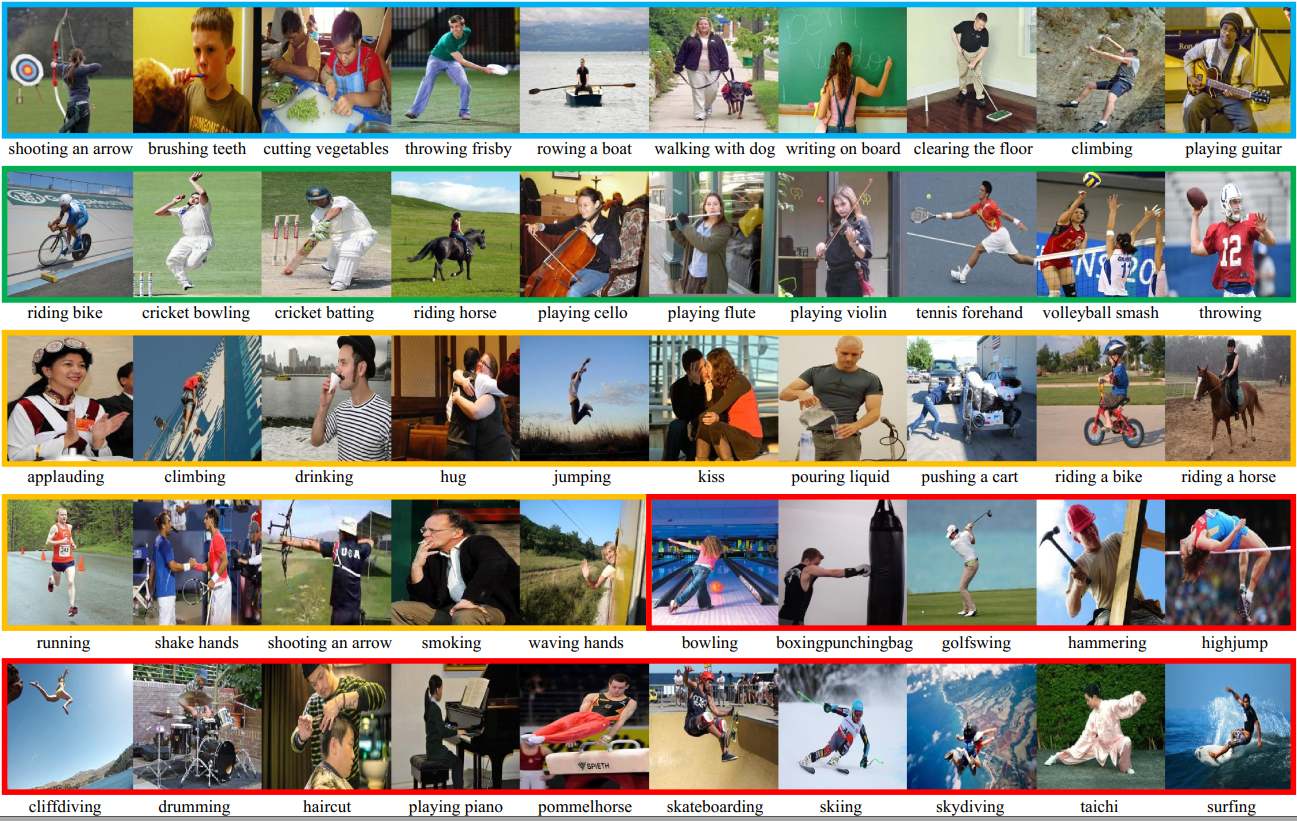 shooting an arrow
brushing teeth
cutting vegetables
throwing frisby
rowing a boat
walking with dog
writing on board
clearing the floor
climbing
playing guitar
12
riding bike
cricket bowling
cricket batting
riding horse
playing cello
playing flute
playing violin
tennis forehand
volleyball smash
throwing
applauding
climbing
drinking
hug
jumping
kiss
pouring liquid
pushing a cart
riding a bike
riding a horse
running
shake hands
shooting an arrow
smoking
waving hands
bowling
boxingpunchingbag
golfswing
hammering
highjump
SPIETH
cliffdiving
drumming
haircut
playing piano
pommelhorse
skateboarding
skiing
skydiving
taichi
surfing